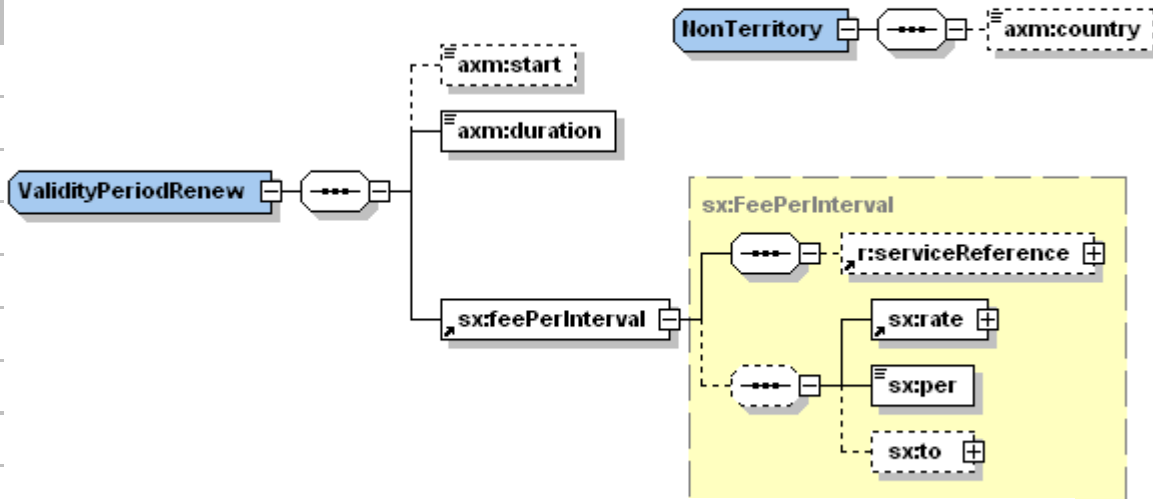 NonTerritory
axm:country
axm:start
axm:duration
ValidityPeriodRenew
sx:FeePerInterval
r:serviceReference
sx:feePerInterval
sx:rate
sx:per
sx:to